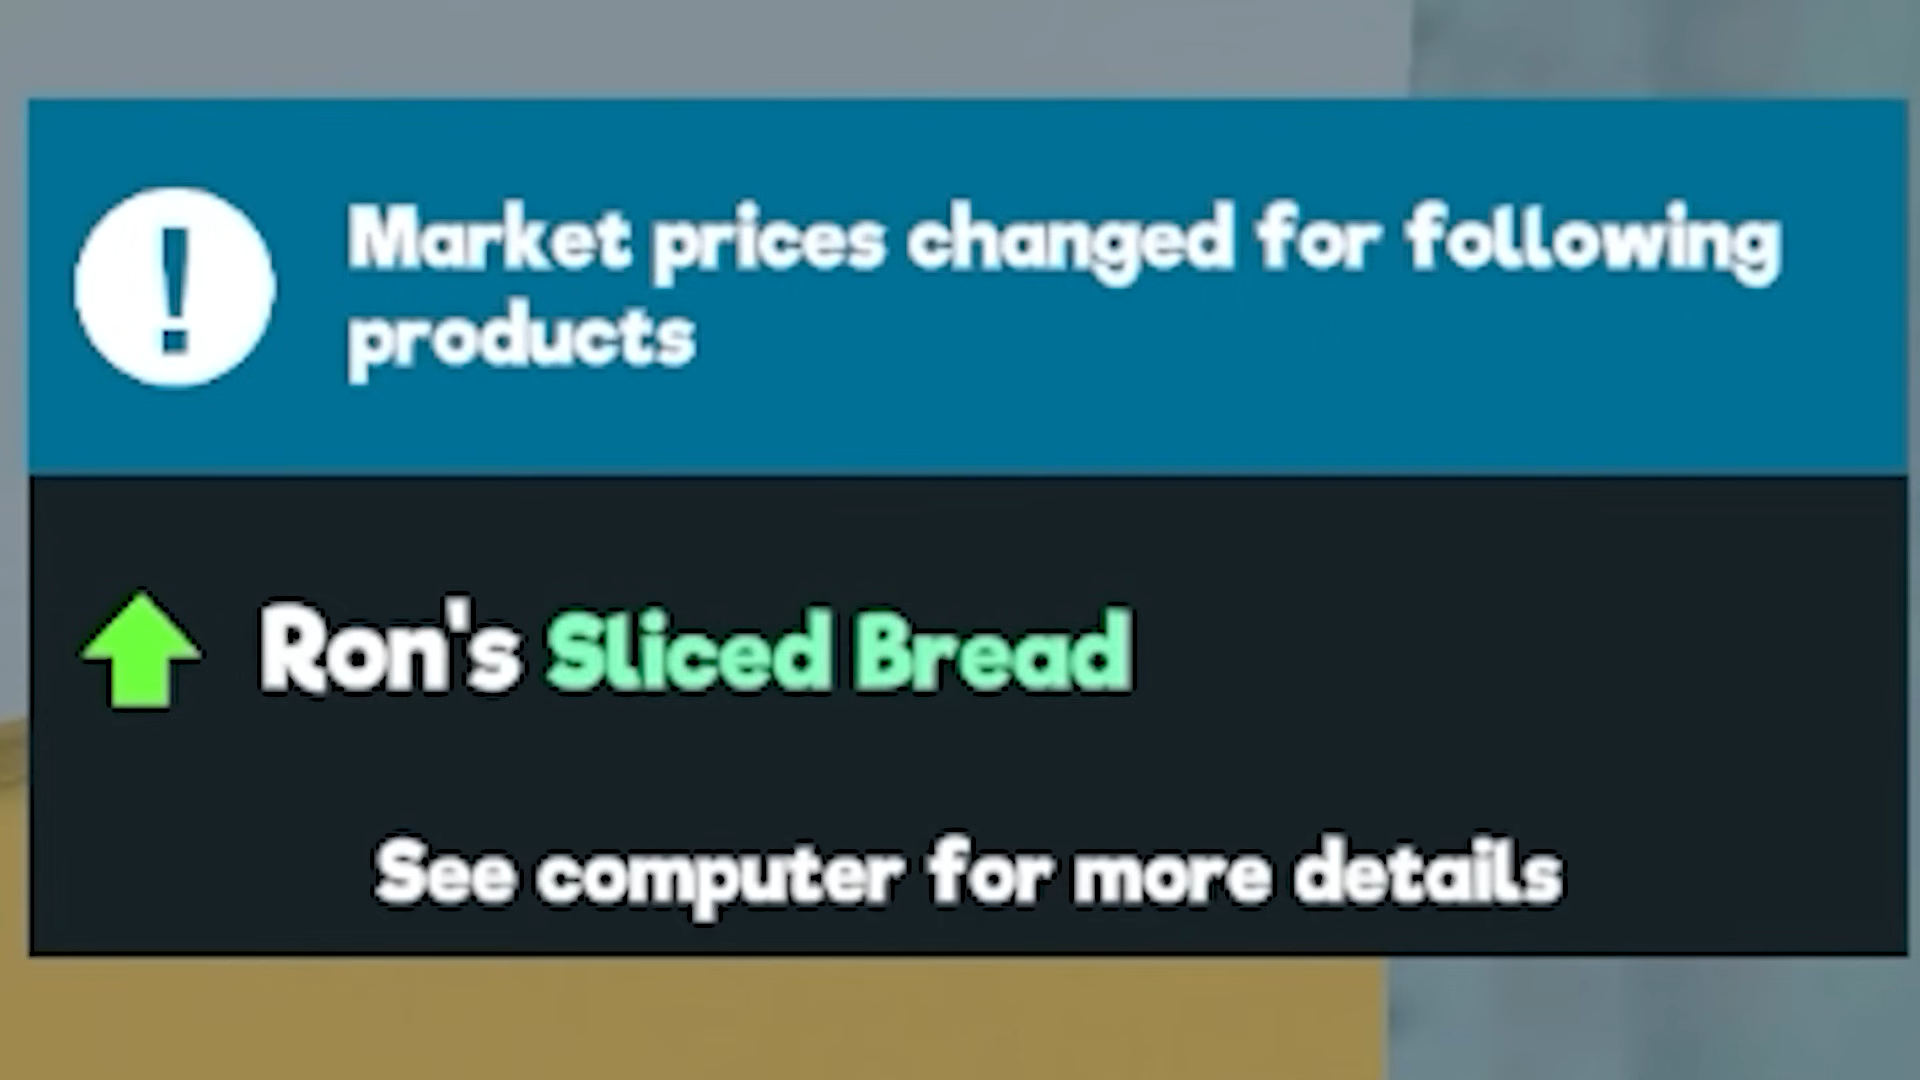 Market prices changed for following
products
Ron's Sliced Bread
See computer for more details